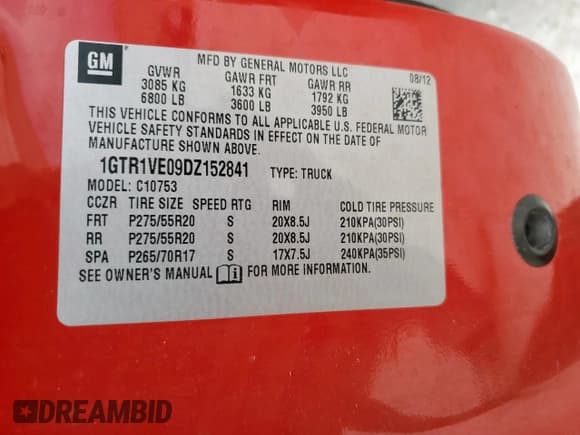 GM
MFD BY GENERAL MOTORS LLC
08/12
GVWR GAWR FRT GAWR RR
3085 KG 1633 KG 1792 KG
6800 LB 3600 LB 3950 LB
THIS VEHICLE CONFORMS TO ALL APPLICABLE U.S. FEDERAL MOTOR
VEHICLE SAFETY STANDARDS IN EFFECT ON THE DATE OF
MANUFACTURE SHOWN ABOVE.
1GTR1VE09DZ152841 TYPE: TRUCK
MODEL: C10753
CCZR TIRE SIZE SPEED RTG RIM COLD TIRE PRESSURE
FRT P275/55R20 S 20X8.5J 210KPA(30PSI)
RR P275/55R20 S 20X8.5J 210KPA(30PSI)
SPA P265/70R17 S 17X7.5J 240KPA(35PSI)
SEE OWNER'S MANUAL FOR MORE INFORMATION.
DREAMBID